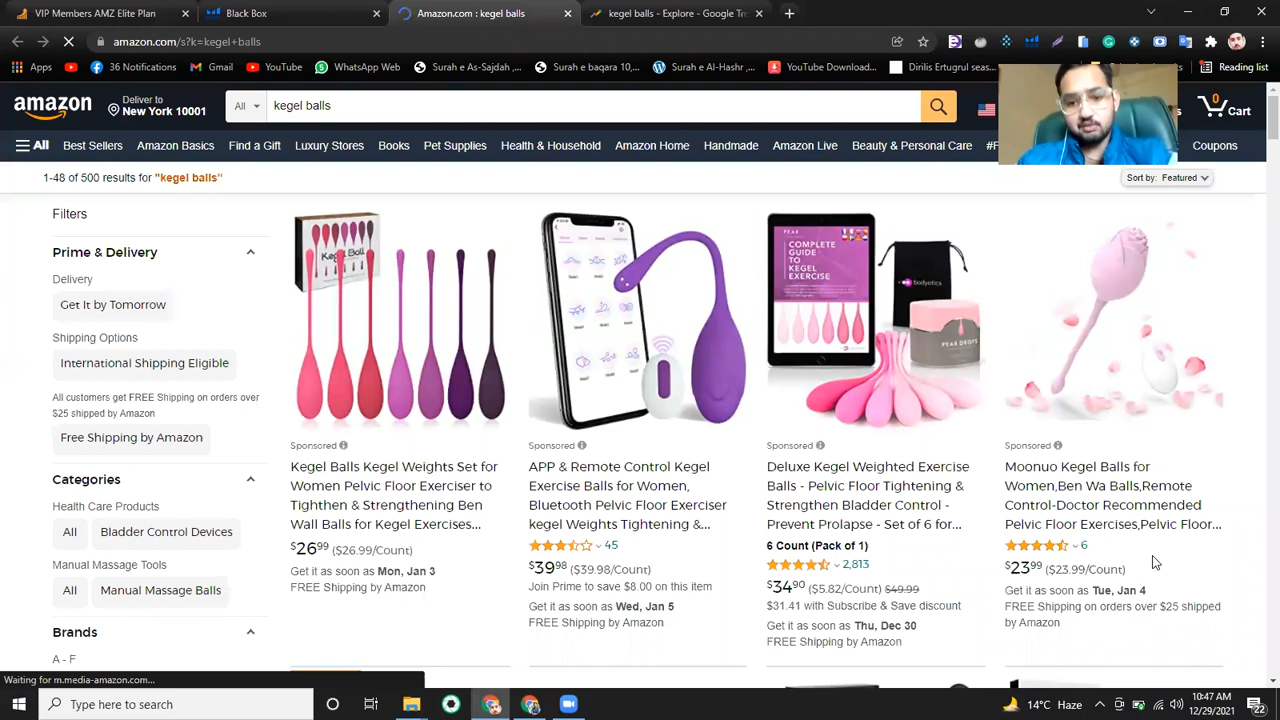 VIP Members AMZ Elite Plan
Black Box
Amazon.com : kegel balls
kegel balls - Explore - Google Tre
amazon.com/s?k=kegel+balls
Apps
36 Notifications
Gmail
YouTube
WhatsApp Web
Surah e As-Sajdah ,...
Surah e baqara 10,...
Surah e Al-Hashr ,...
YouTube Download...
Dirilis Ertugrul seas...
Reading list
amazon
Deliver to
New York 10001
All
kegel balls
0
Cart
All
Best Sellers
Amazon Basics
Find a Gift
Luxury Stores
Books
Pet Supplies
Health & Household
Amazon Home
Handmade
Audible
Amazon Live
Beauty & Personal Care
Coupons
1-48 of 500 results for "kegel balls"
Sort by: Featured
Filters
Prime & Delivery
Delivery
Get It by Tomorrow
Shipping Options
International Shipping Eligible
All customers get FREE Shipping on orders over
$25 shipped by Amazon
Free Shipping by Amazon
Categories
Health Care Products
All
Bladder Control Devices
Manual Massage Tools
All
Manual Massage Balls
Brands
A - F
Kegel Ball
Sponsored
Kegel Balls Kegel Weights Set for
Women Pelvic Floor Exerciser to
Tighthen & Strengthening Ben
Wall Balls for Kegel Exercises...
$26.99 ($26.99/Count)
Get it as soon as Mon, Jan 3
FREE Shipping by Amazon
Sponsored
APP & Remote Control Kegel
Exercise Balls for Women,
Bluetooth Pelvic Floor Exerciser
kegel Weights Tightening &...
45
$39.98 ($39.98/Count)
Join Prime to save $8.00 on this item
Get it as soon as Wed, Jan 5
FREE Shipping by Amazon
PEAR
COMPLETE
GUIDE
TO
KEGEL
EXERCISE
bodyotics
PEAR DROPS
Sponsored
Deluxe Kegel Weighted Exercise
Balls - Pelvic Floor Tightening &
Strengthen Bladder Control -
Prevent Prolapse - Set of 6 for...
6 Count (Pack of 1)
2,813
$34.90 ($5.82/Count) $49.99
$31.41 with Subscribe & Save discount
Get it as soon as Thu, Dec 30
FREE Shipping by Amazon
Sponsored
Moonuo Kegel Balls for
Women,Ben Wa Balls,Remote
Control-Doctor Recommended
Pelvic Floor Exercises,Pelvic Floor...
6
$23.99 ($23.99/Count)
Get it as soon as Tue, Jan 4
FREE Shipping on orders over $25 shipped
by Amazon
Waiting for m.media-amazon.com...
Type here to search
14°C Haze
10:47 AM
12/29/2021
22